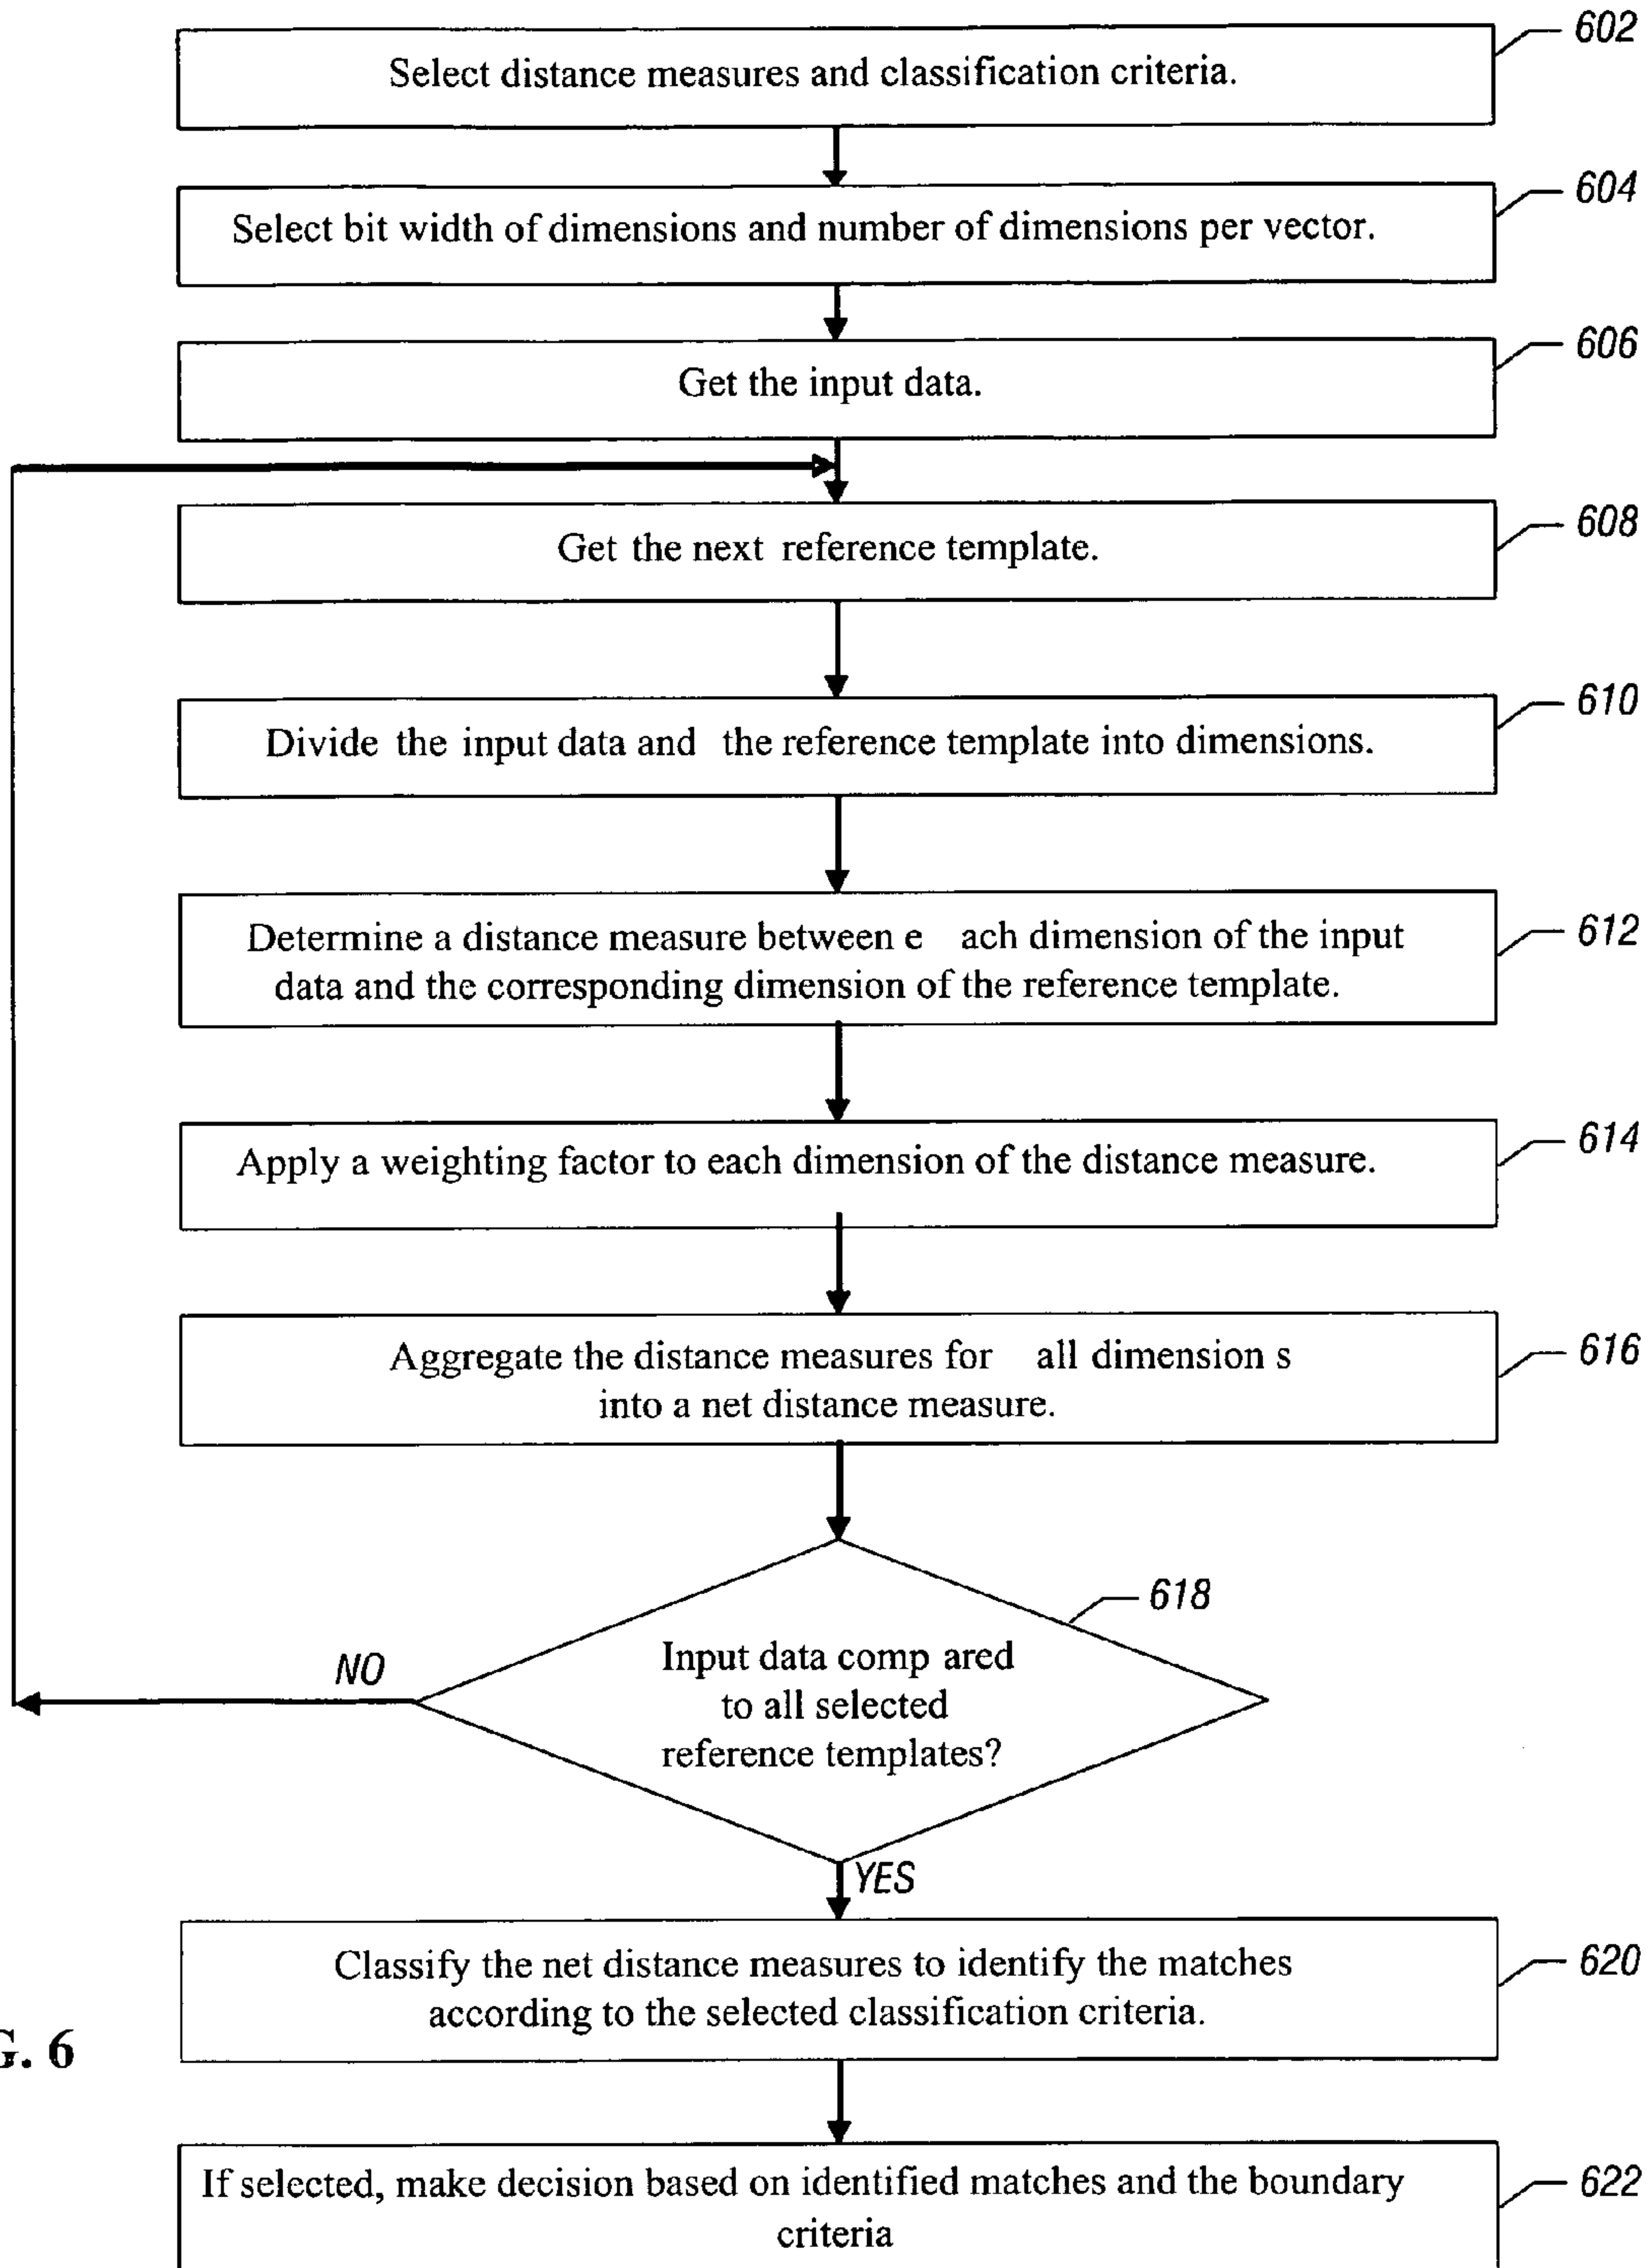 602
Select distance measures and classification criteria.
604
Select bit width of dimensions and number of dimensions per vector.
606
Get the input data.
608
Get the next reference template.
610
Divide the input data and the reference template into dimensions.
612
Determine a distance measure between e ach dimension of the input
data and the corresponding dimension of the reference template.
614
Apply a weighting factor to each dimension of the distance measure.
616
Aggregate the distance measures for all dimension s
into a net distance measure.
618
Input data comp ared
to all selected
reference templates?
NO
YES
620
Classify the net distance measures to identify the matches
according to the selected classification criteria.
G. 6
622
If selected, make decision based on identified matches and the boundary
criteria